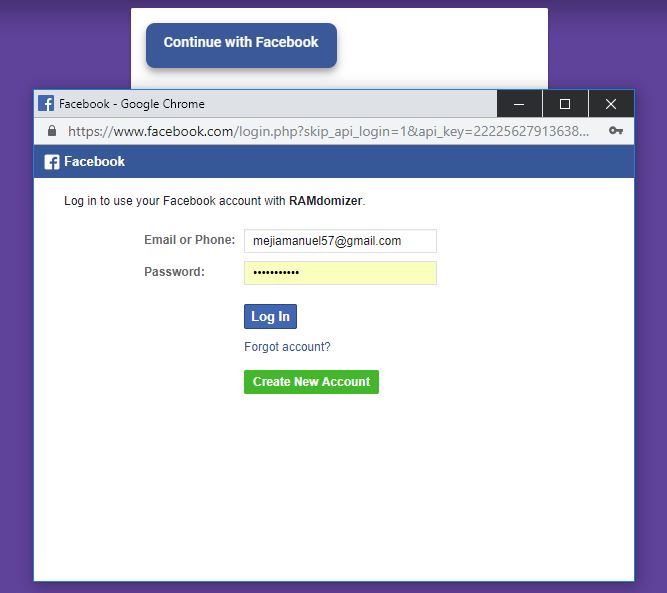 Continue with Facebook
Facebook - Google Chrome
https://www.facebook.com/login.php?skip_api_login=1&api_key=22225627913638...
Facebook
Log in to use your Facebook account with RAMdomizer.
Email or Phone: mejiamanuel57@gmail.com
Password: •••••••••••
Log In
Forgot account?
Create New Account